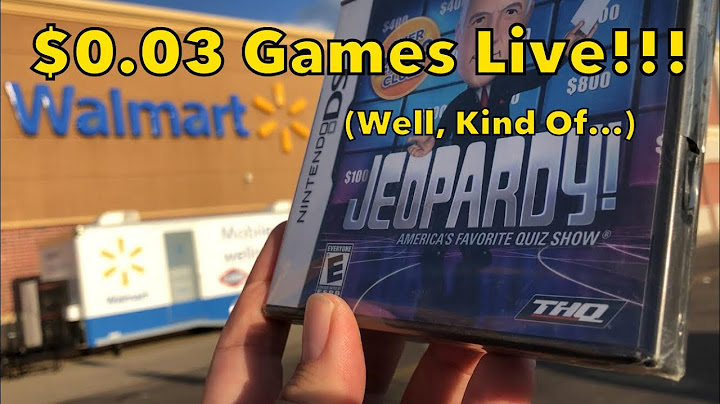 $0.03 Games Live!!!
(Well, Kind Of...)
Walmart
Walmart
NINTENDO DS
$400
$800
$100
JEOPARDY!
AMERICA'S FAVORITE QUIZ SHOW®
EVERYONE
E
THQ